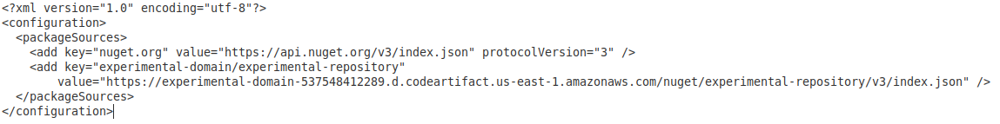 <?xml version="1.0" encoding="utf-8"?>
<configuration>
  <packageSources>
    <add key="nuget.org" value="https://api.nuget.org/v3/index.json" protocolVersion="3" />
    <add key="experimental-domain/experimental-repository"
        value="https://experimental-domain-537548412289.d.codeartifact.us-east-1.amazonaws.com/nuget/experimental-repository/v3/index.json" />
  </packageSources>
</configuration>